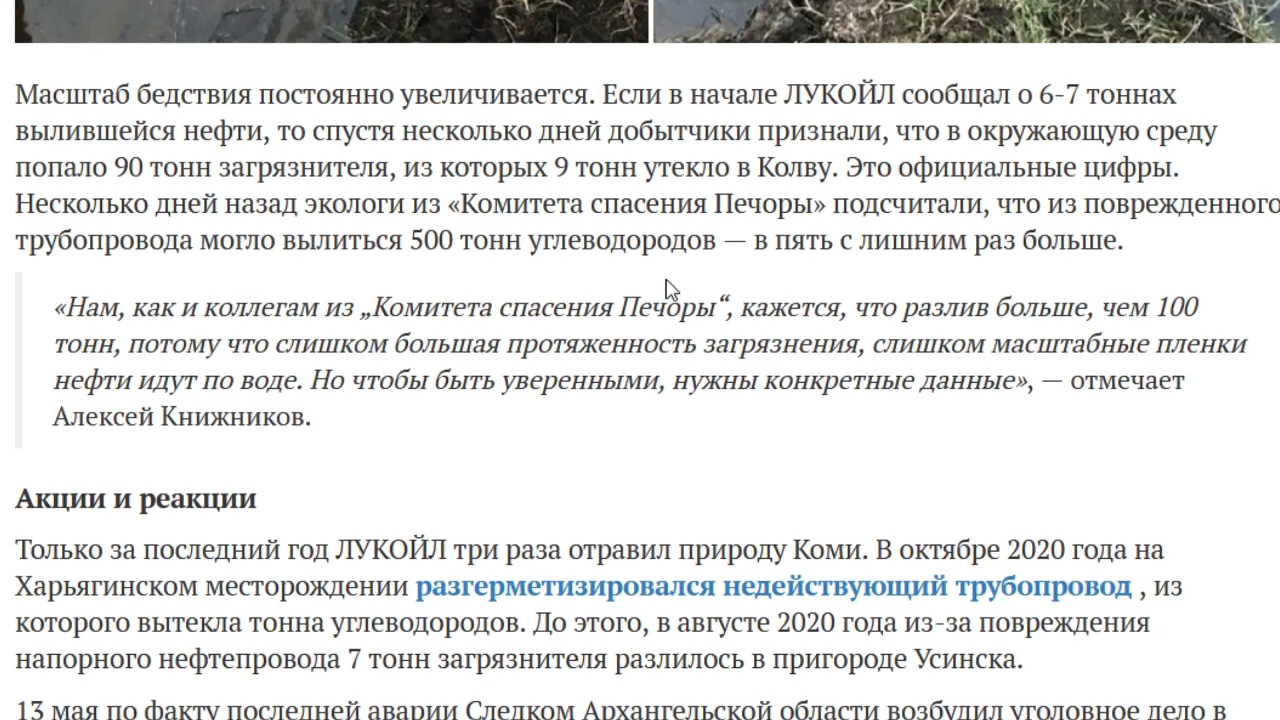 Масштаб бедствия постоянно увеличивается. Если в начале ЛУКОЙЛ сообщал о 6-7 тоннах
вылившейся нефти, то спустя несколько дней добытчики признали, что в окружающую среду
попало 90 тонн загрязнителя, из которых 9 тонн утекло в Колву. Это официальные цифры.
Несколько дней назад экологи из «Комитета спасения Печоры» подсчитали, что из поврежденного
трубопровода могло вылиться 500 тонн углеводородов — в пять с лишним раз больше.
«Нам, как и коллегам из „Комитета спасения Печоры“, кажется, что разлив больше, чем 100
тонн, потому что слишком большая протяженность загрязнения, слишком масштабные пленки
нефти идут по воде. Но чтобы быть уверенными, нужны конкретные данные», — отмечает
Алексей Книжников.
Акции и реакции
Только за последний год ЛУКОЙЛ три раза отравил природу Коми. В октябре 2020 года на
Харьягинском месторождении разгерметизировался недействующий трубопровод , из
которого вытекла тонна углеводородов. До этого, в августе 2020 года из-за повреждения
напорного нефтепровода 7 тонн загрязнителя разлилось в пригороде Усинска.
13 мая по факту последней аварии Следком Архангельской области возбудил уголовное дело в